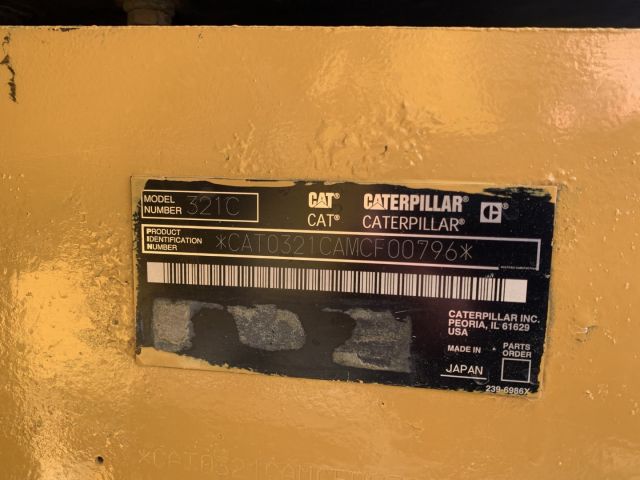 MODEL NUMBER 321C
CAT® CATERPILLAR®
CAT® CATERPILLAR®
PRODUCT IDENTIFICATION NUMBER *CAT0321CAMCF00796*
CATERPILLAR INC.
PEORIA, IL 61629
USA
MADE IN
JAPAN
PARTS ORDER
239-6986X